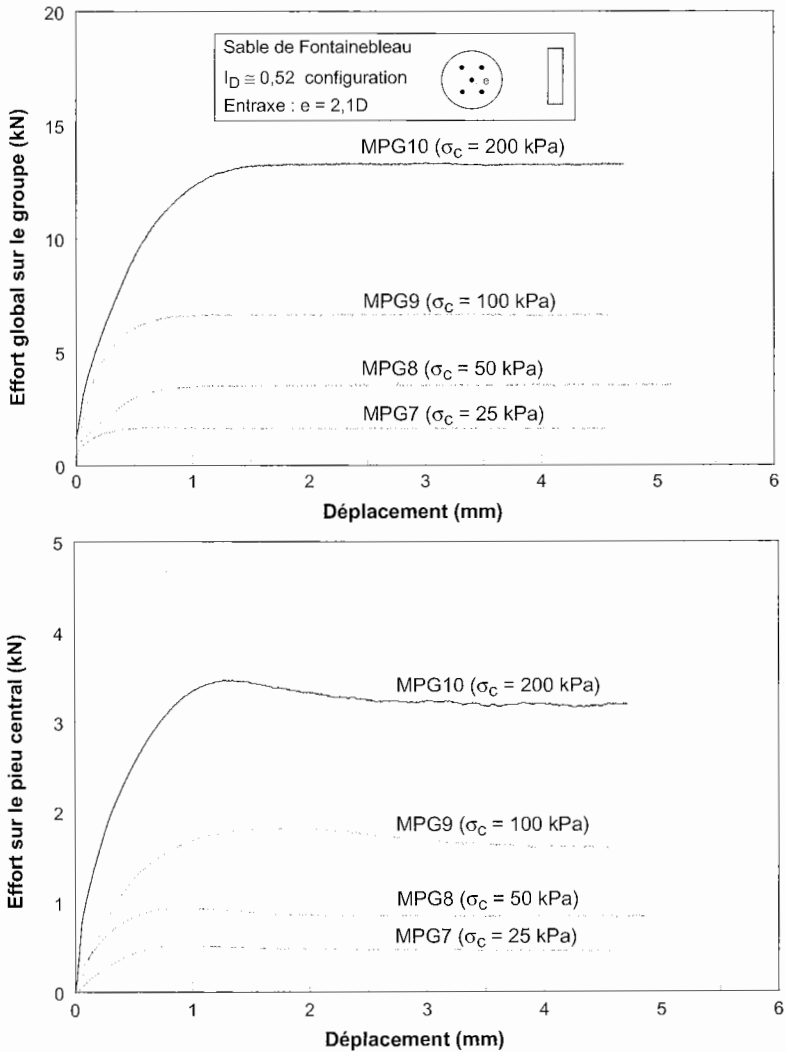 Effort global sur le groupe (kN)
20
15
10
5
0
Sable de Fontainebleau
I_D ≅ 0,52 configuration
Entraxe : e = 2,1D
e
MPG10 (σ_c = 200 kPa)
MPG9 (σ_c = 100 kPa)
MPG8 (σ_c = 50 kPa)
MPG7 (σ_c = 25 kPa)
0 1 2 3 4 5 6
Déplacement (mm)
Effort sur le pieu central (kN)
5
4
3
2
1
0
MPG10 (σ_c = 200 kPa)
MPG9 (σ_c = 100 kPa)
MPG8 (σ_c = 50 kPa)
MPG7 (σ_c = 25 kPa)
0 1 2 3 4 5 6
Déplacement (mm)